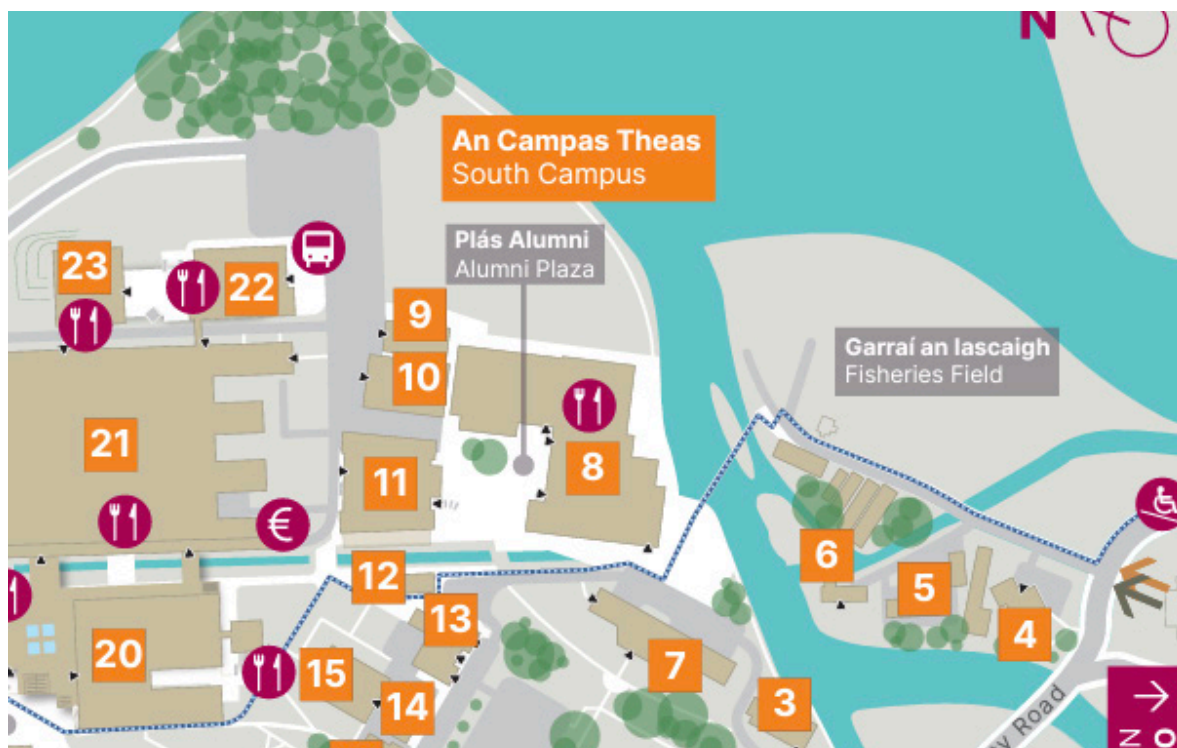 N
An Campas Theas
South Campus
Plás Alumni
Alumni Plaza
23
22
9
Garraí an Iascaigh
Fisheries Field
10
21
8
11
€
6
12
5
13
4
20
15
7
14
3
Road
N